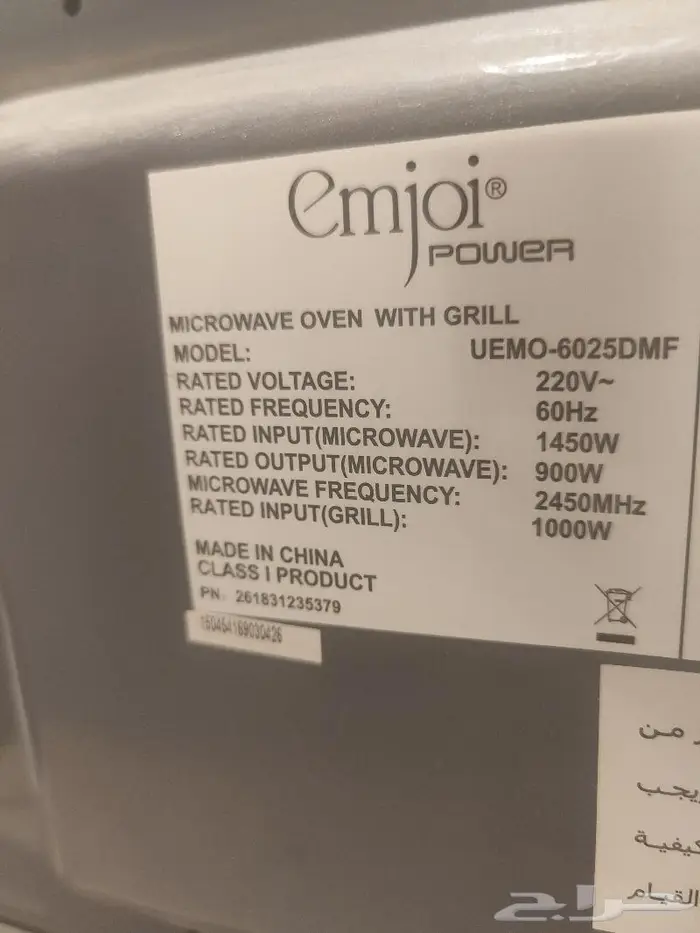 emjoi®
POWER
MICROWAVE OVEN WITH GRILL
MODEL: UEMO-6025DMF
RATED VOLTAGE: 220V~
RATED FREQUENCY: 60Hz
RATED INPUT(MICROWAVE): 1450W
RATED OUTPUT(MICROWAVE): 900W
MICROWAVE FREQUENCY: 2450MHz
RATED INPUT(GRILL): 1000W
MADE IN CHINA
CLASS I PRODUCT
PN: 261831235379
من
يجب
القيام
حراج